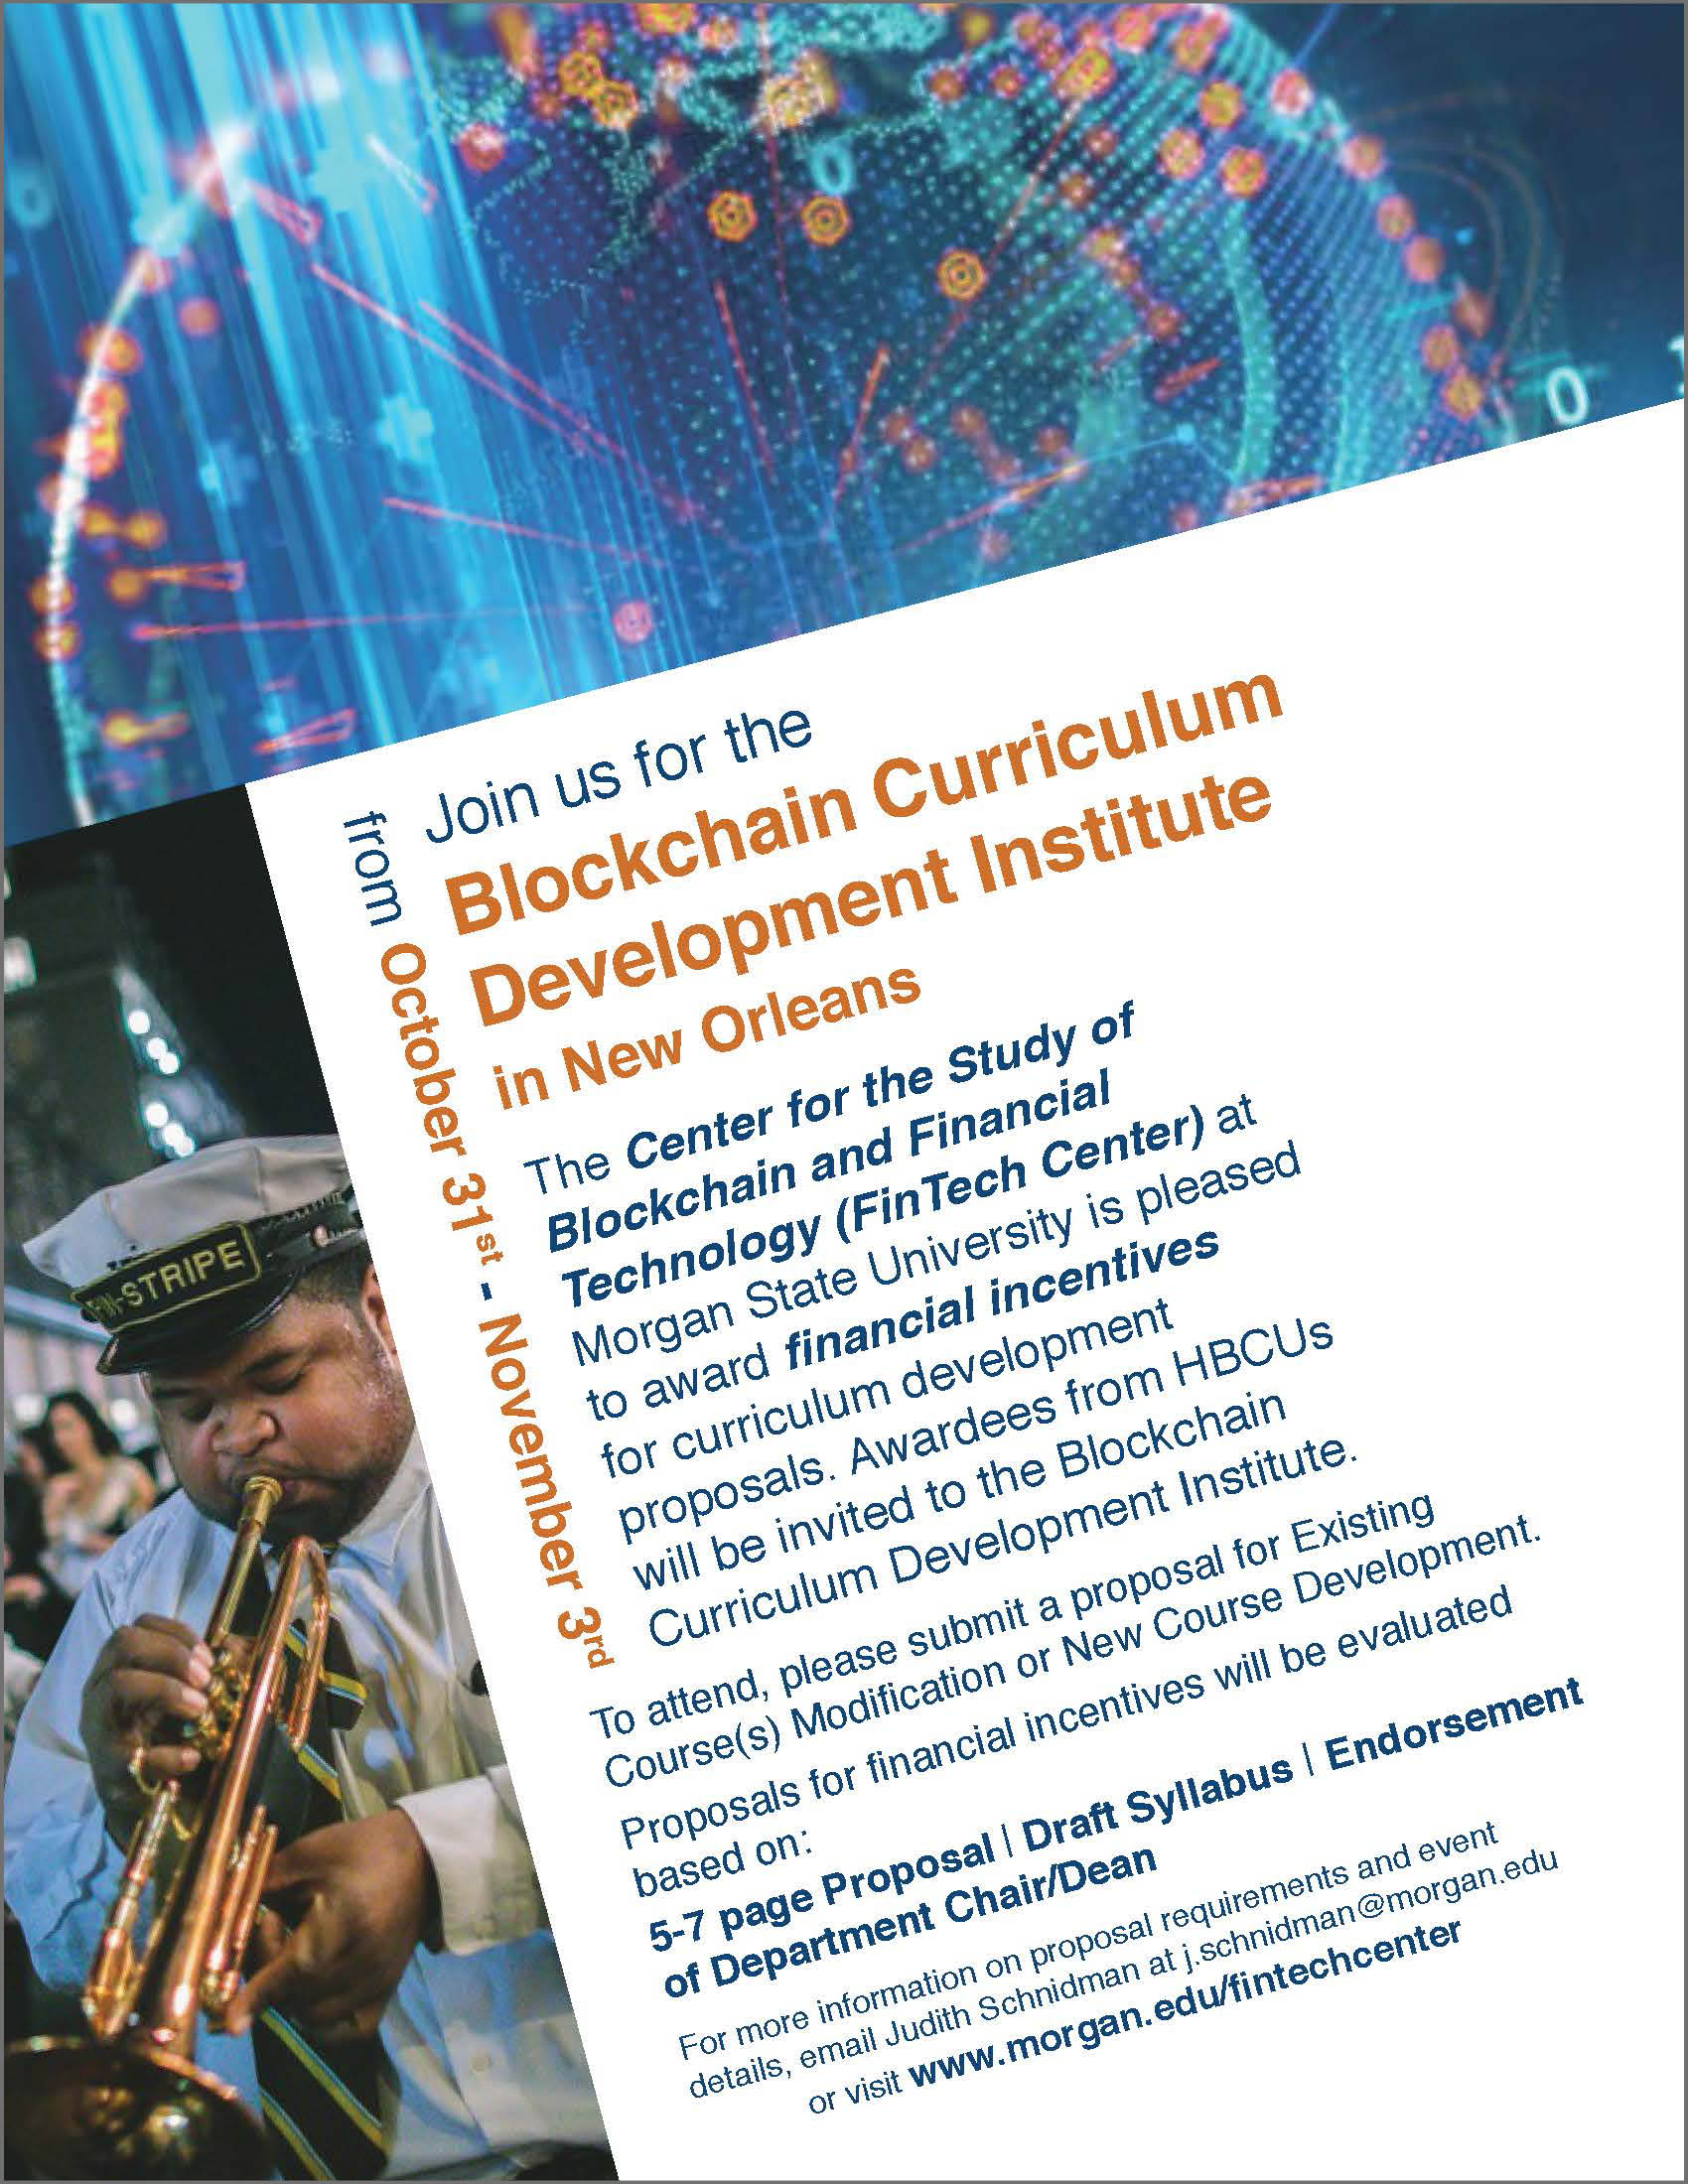 0
0
Join us for the
Blockchain Curriculum
Development Institute
in New Orleans
from October 31st - November 3rd
The Center for the Study of
Blockchain and Financial
Technology (FinTech Center) at
Morgan State University is pleased
to award financial incentives
for curriculum development
proposals. Awardees from HBCUs
will be invited to the Blockchain
Curriculum Development Institute.
To attend, please submit a proposal for Existing
Course(s) Modification or New Course Development.
Proposals for financial incentives will be evaluated
based on:
5-7 page Proposal | Draft Syllabus | Endorsement
of Department Chair/Dean
For more information on proposal requirements and event
details, email Judith Schnidman at j.schnidman@morgan.edu
or visit www.morgan.edu/fintechcenter
FIN-STRIPE